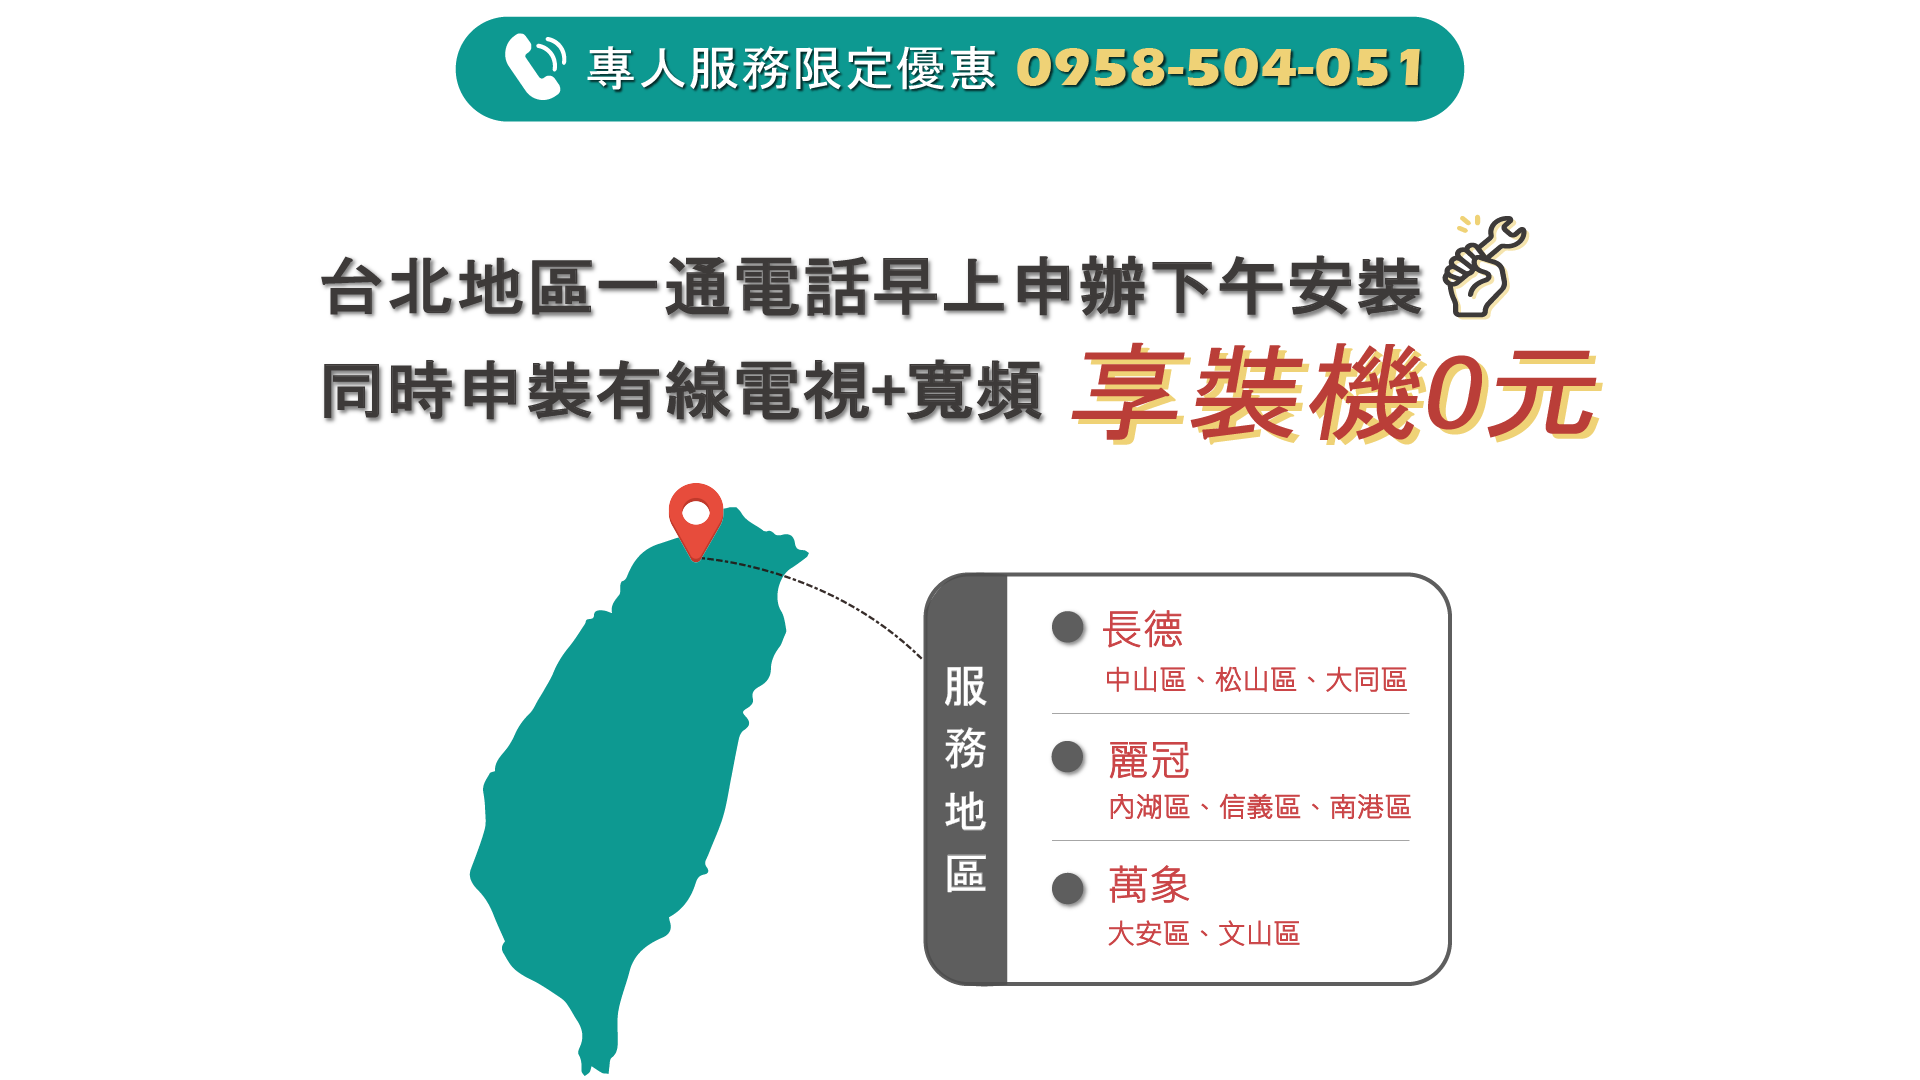 專人服務限定優惠 0958-504-051
台北地區一通電話早上申辦下午安裝
同時申裝有線電視+寬頻 享裝機0元
服務地區
長德
中山區、松山區、大同區
麗冠
內湖區、信義區、南港區
萬象
大安區、文山區